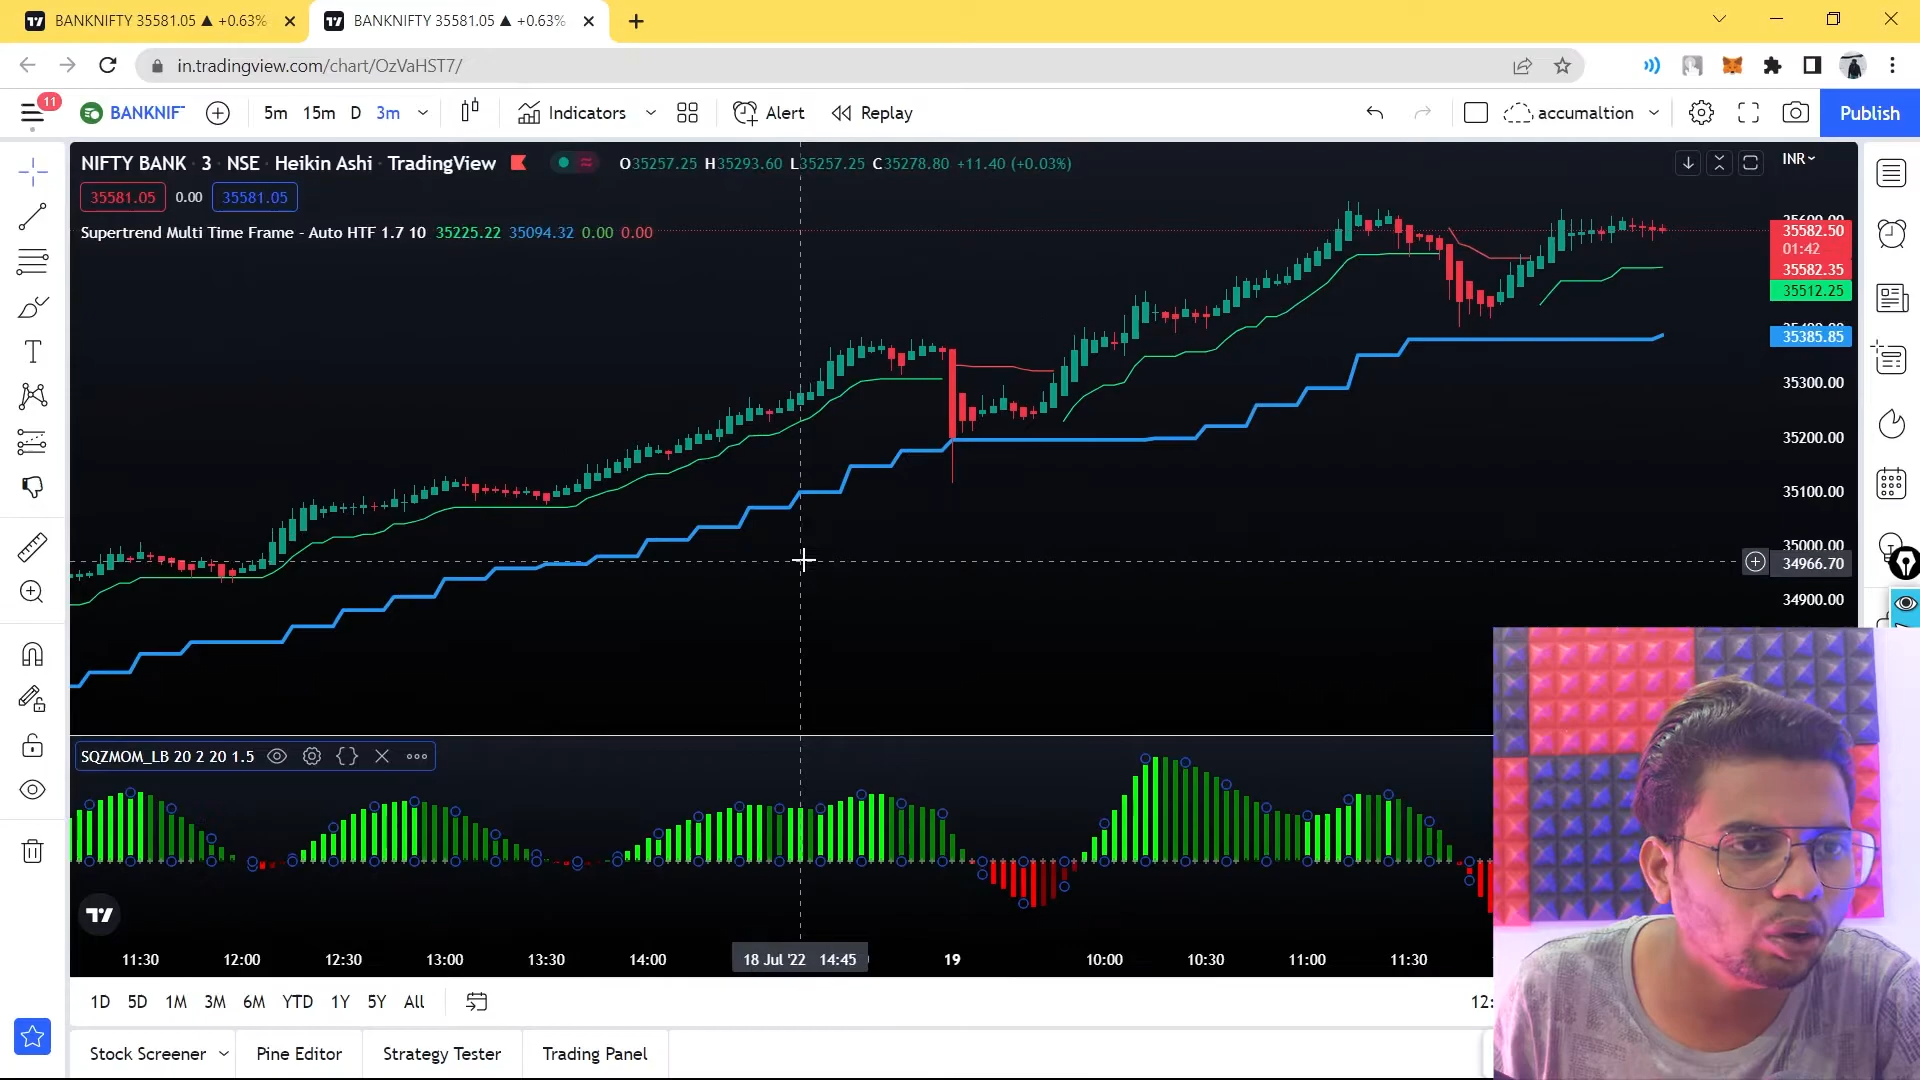 BANKNIFTY 35581.05 ▲ +0.63%
BANKNIFTY 35581.05 ▲ +0.63%
in.tradingview.com/chart/OzVaHST7/
11
BANKNIF
5m 15m D 3m
Indicators
Alert
Replay
accumaltion
Publish
NIFTY BANK · 3 · NSE · Heikin Ashi · TradingView
O35257.25 H35293.60 L35257.25 C35278.80 +11.40 (+0.03%)
INR
35581.05 0.00 35581.05
Supertrend Multi Time Frame - Auto HTF 1.7 10 35225.22 35094.32 0.00 0.00
35600.00
35582.50
01:42
35582.35
35512.25
35385.85
35300.00
35200.00
35100.00
35000.00
34966.70
34900.00
SQZMOM_LB 20 2 20 1.5
11:30 12:00 12:30 13:00 13:30 14:00 18 Jul '22 14:45 19 10:00 10:30 11:00 11:30
1D 5D 1M 3M 6M YTD 1Y 5Y All
12:
Stock Screener Pine Editor Strategy Tester Trading Panel